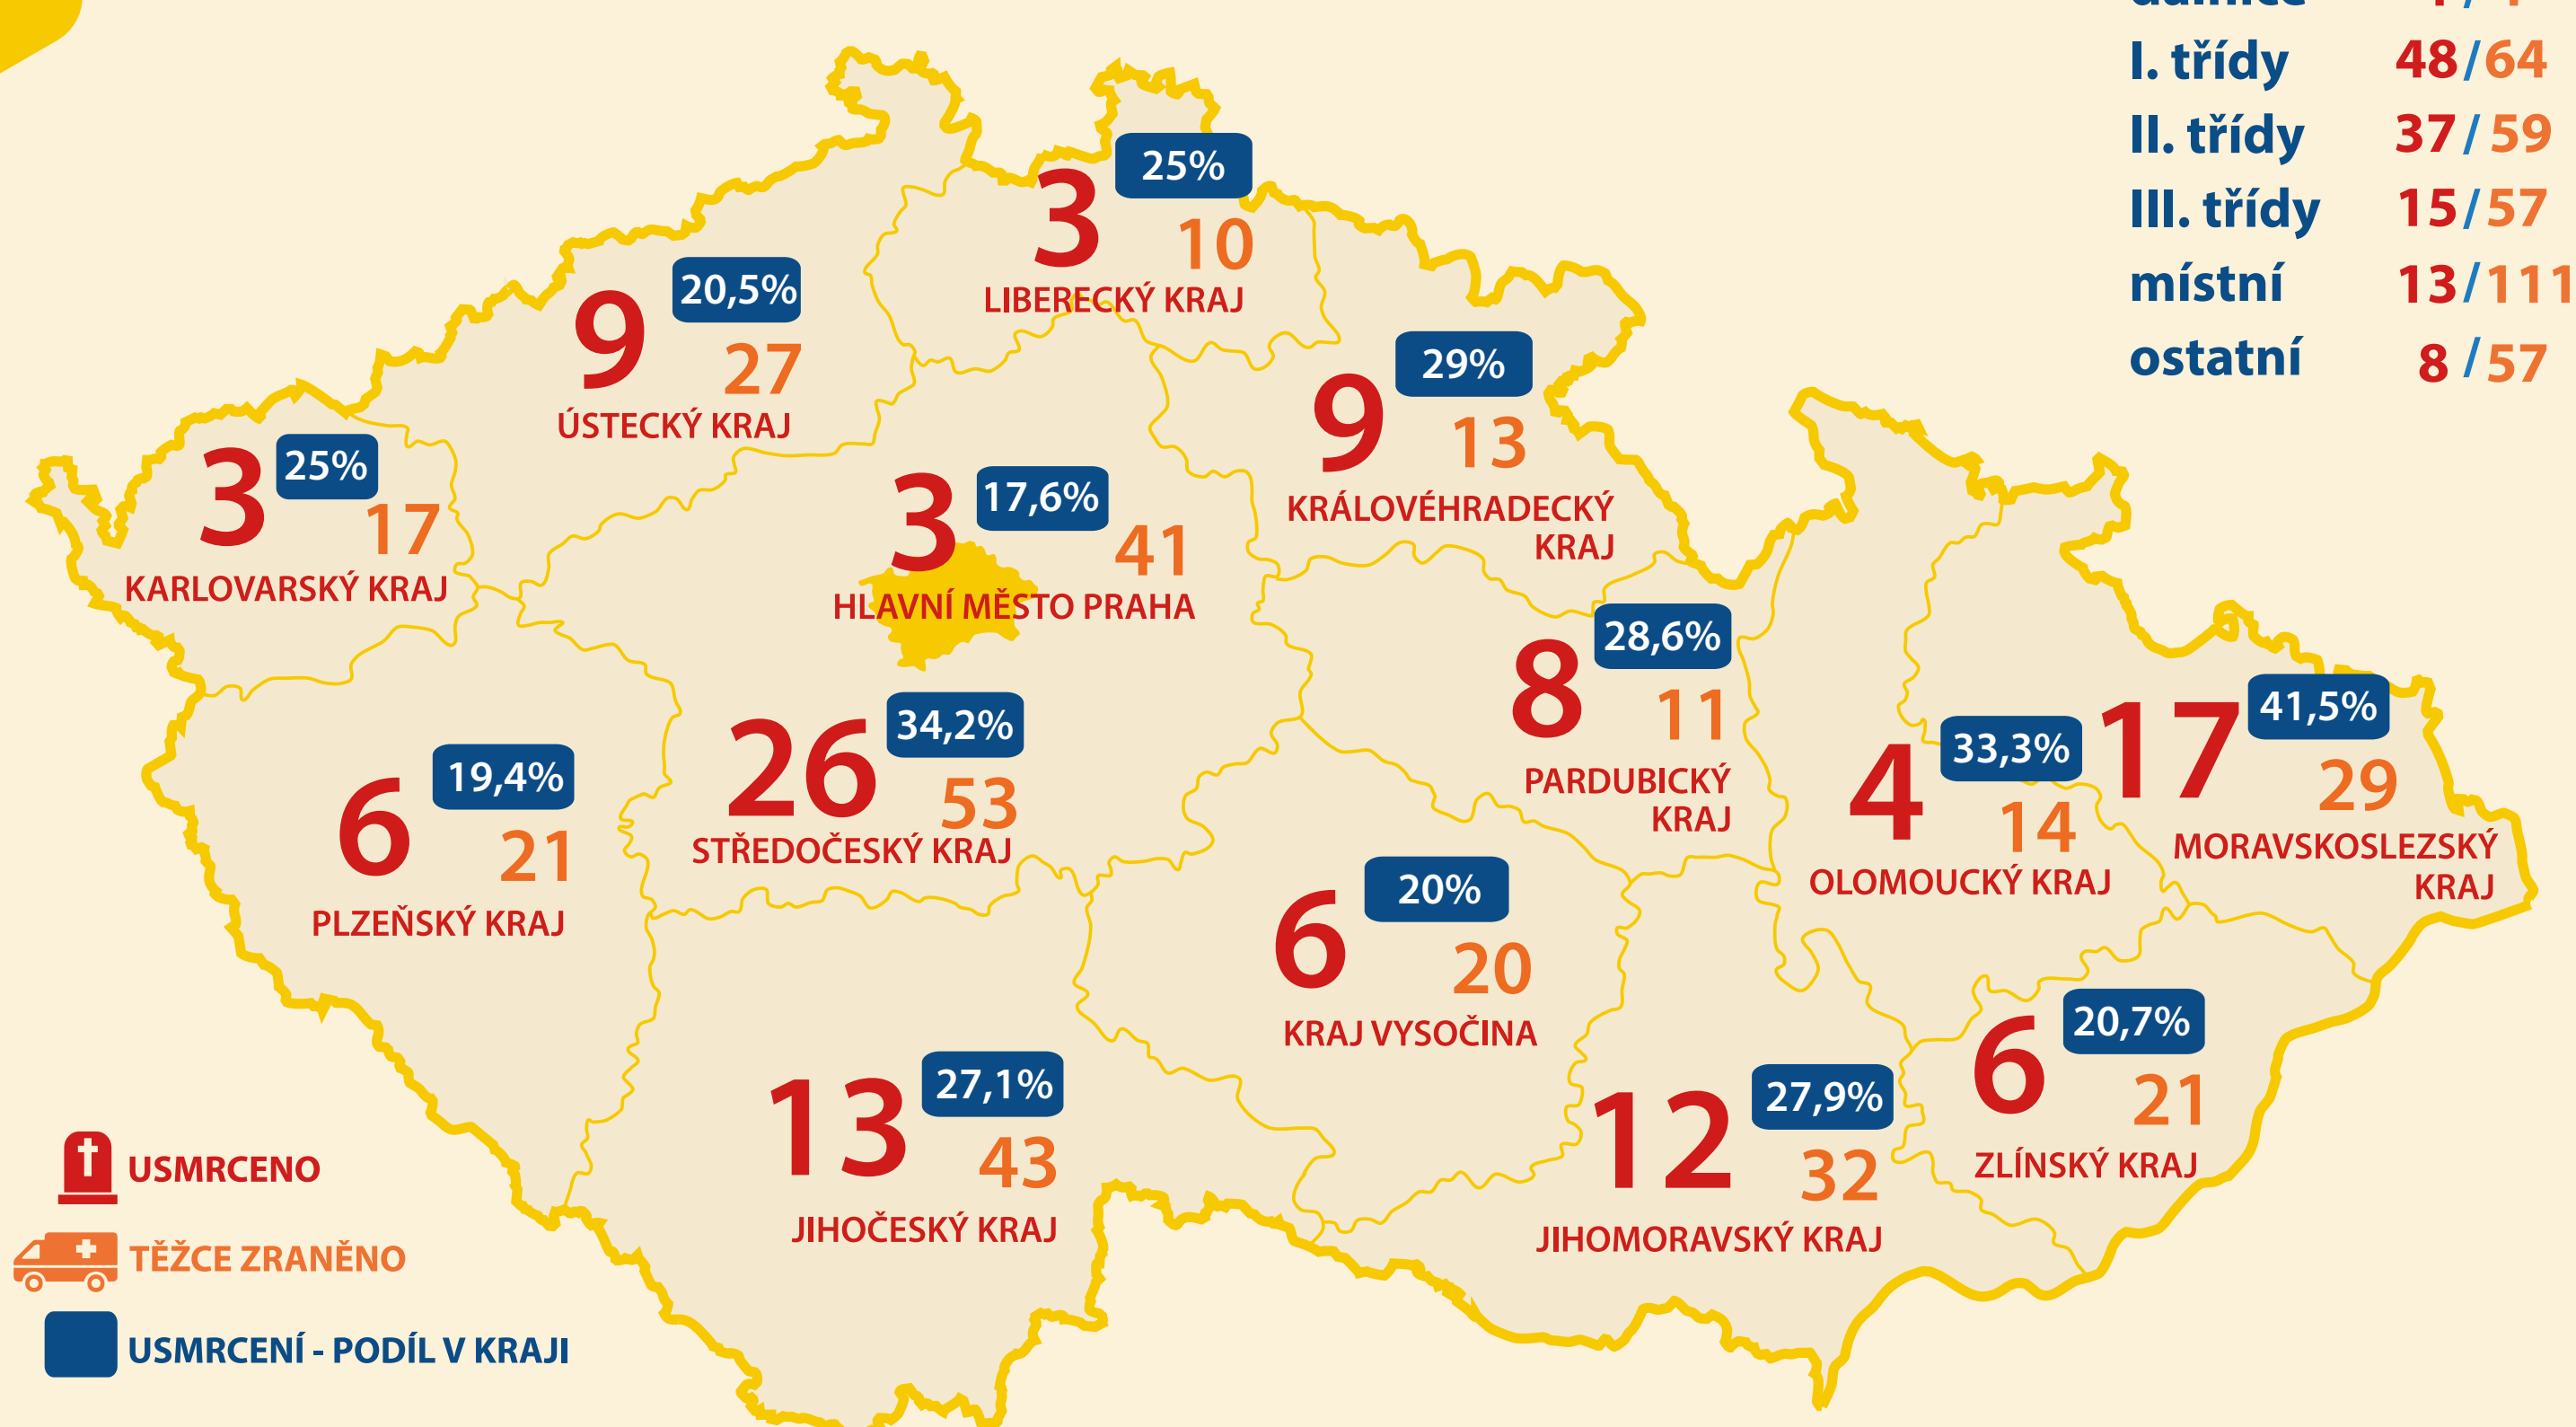 I. třídy 48/64
II. třídy 37/59
III. třídy 15/57
místní 13/111
ostatní 8/57
3 25%
10
LIBERECKÝ KRAJ
9 20,5%
27
ÚSTECKÝ KRAJ
9 29%
13
KRÁLOVÉHRADECKÝ
KRAJ
3 25%
17
KARLOVARSKÝ KRAJ
3 17,6%
41
HLAVNÍ MĚSTO PRAHA
8 28,6%
11
PARDUBICKÝ
KRAJ
17 41,5%
29
MORAVSKOSLEZSKÝ
KRAJ
4 33,3%
14
OLOMOUCKÝ KRAJ
26 34,2%
53
STŘEDOČESKÝ KRAJ
6 19,4%
21
PLZEŇSKÝ KRAJ
6 20%
20
KRAJ VYSOČINA
6 20,7%
21
ZLÍNSKÝ KRAJ
13 27,1%
43
JIHOČESKÝ KRAJ
12 27,9%
32
JIHOMORAVSKÝ KRAJ
USMRCENO
TĚŽCE ZRANĚNO
USMRCENÍ - PODÍL V KRAJI